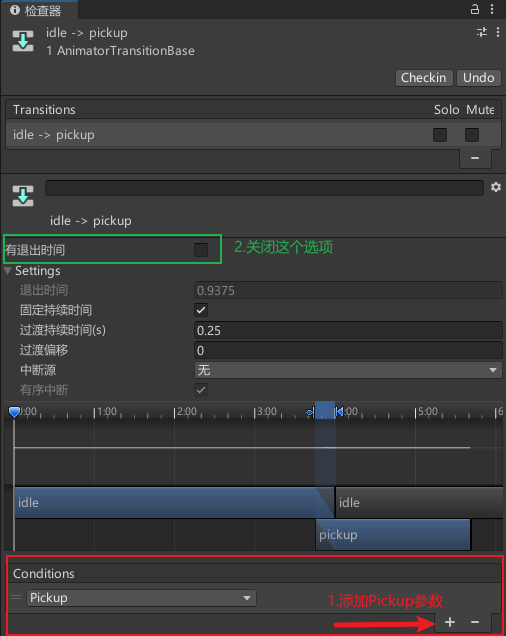 检查器
idle -> pickup
1 AnimatorTransitionBase
Checkin Undo
Transitions Solo Mute
idle -> pickup
idle -> pickup
有退出时间 2.关闭这个选项
Settings
退出时间 0.9375
固定持续时间
过渡持续时间(s) 0.25
过渡偏移 0
中断源 无
有序中断
0:00 1:00 2:00 3:00 4:00 5:00
idle idle
pickup
Conditions
Pickup 1.添加Pickup参数